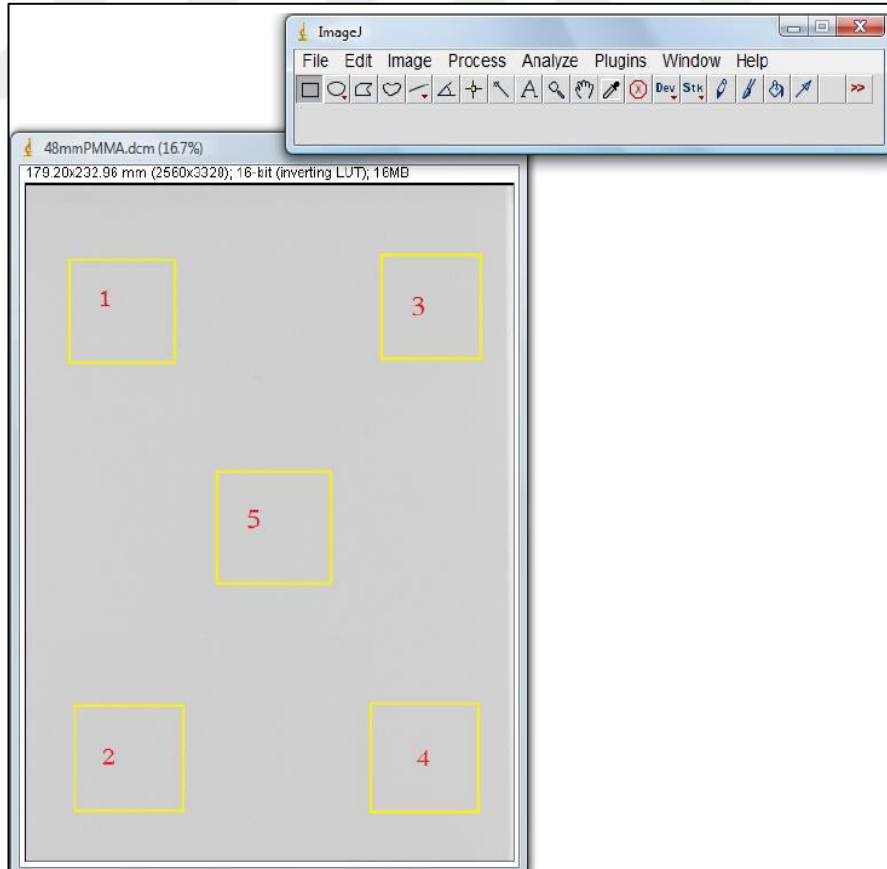 ImageJ
File Edit Image Process Analyze Plugins Window Help
A Dev Stk >>
48mmPMMA.dcm (16.7%)
179.20x232.96 mm (2560x3328); 16-bit (inverting LUT); 16MB
1
3
5
2
4